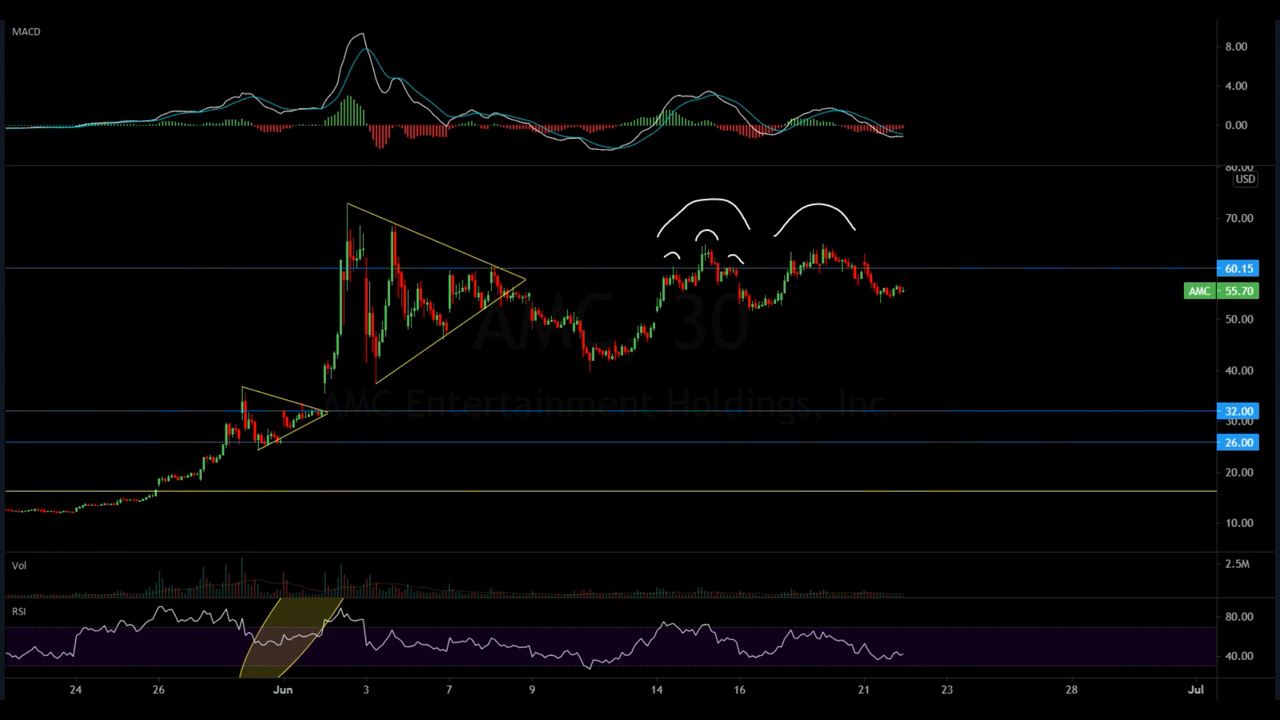 MACD
8.00
4.00
0.00
80.00
USD
70.00
60.15
AMC 55.70
50.00
40.00
32.00
30.00
26.00
20.00
10.00
AMC, 30
AMC Entertainment Holdings, Inc.
Vol
2.5M
RSI
80.00
40.00
24 26 Jun 3 7 9 14 16 21 23 28 Jul